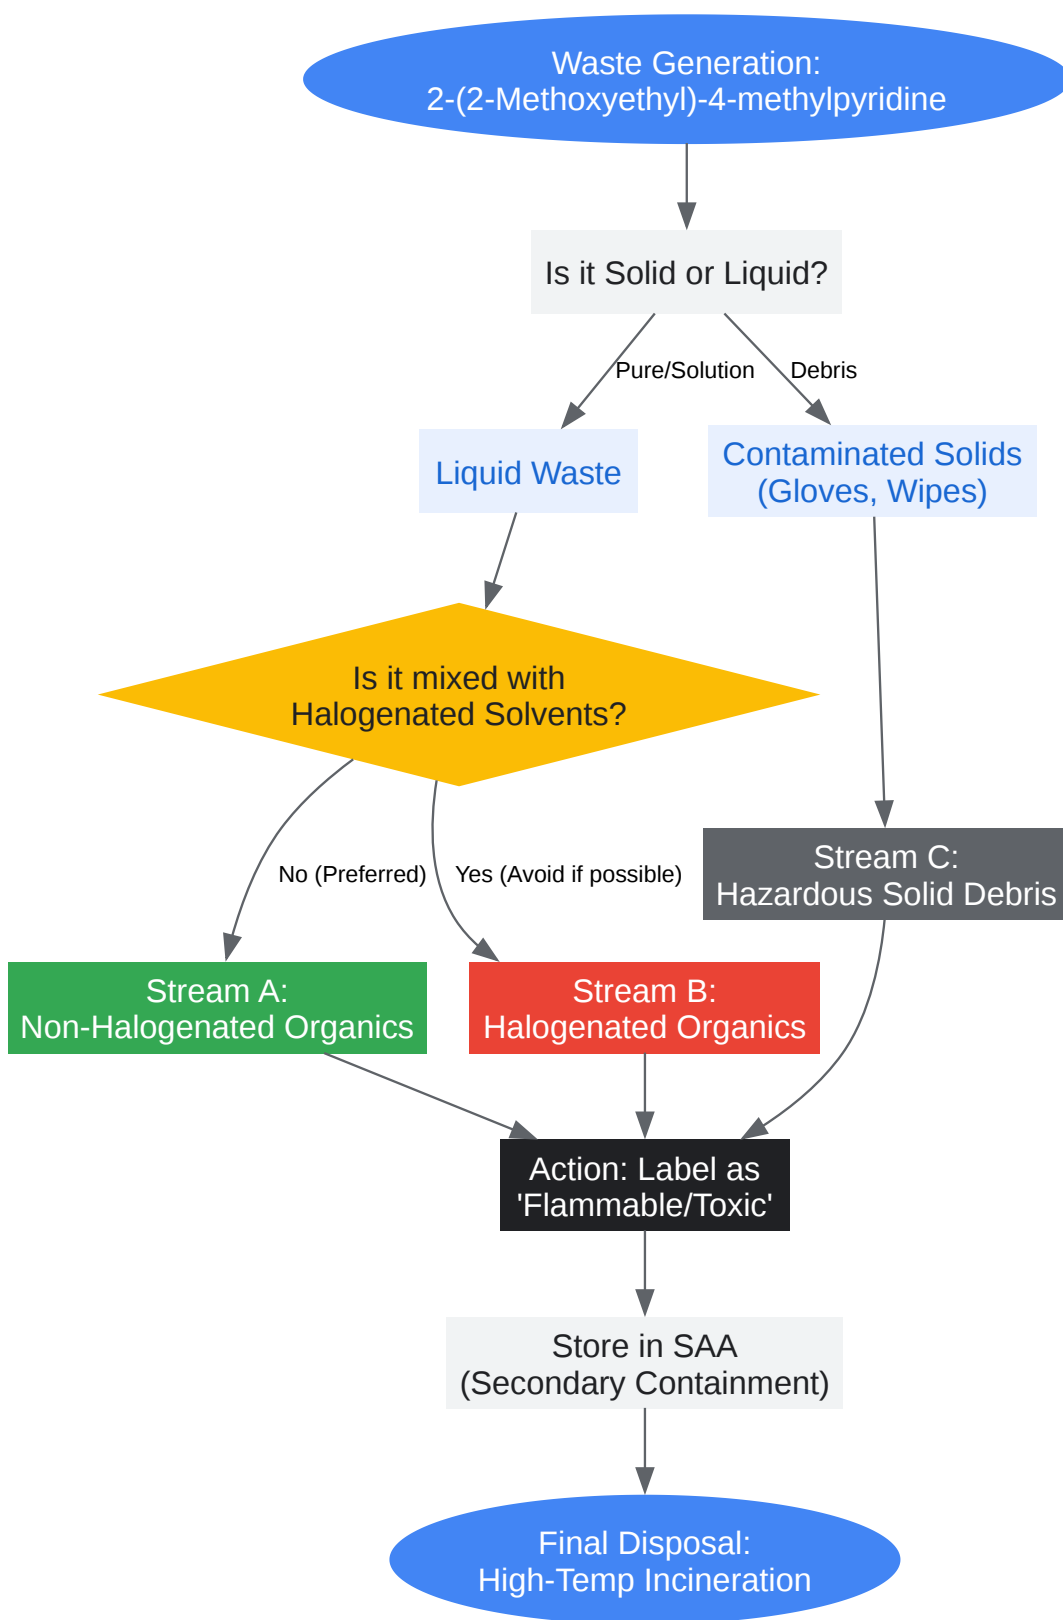 Waste Generation:
2-(2-Methoxyethyl)-4-methylpyridine
Is it Solid or Liquid?
Pure/Solution
Debris
Liquid Waste
Contaminated Solids
(Gloves, Wipes)
Is it mixed with
Halogenated Solvents?
No (Preferred)
Yes (Avoid if possible)
Stream C:
Hazardous Solid Debris
Stream A:
Non-Halogenated Organics
Stream B:
Halogenated Organics
Action: Label as
'Flammable/Toxic'
Store in SAA
(Secondary Containment)
Final Disposal:
High-Temp Incineration